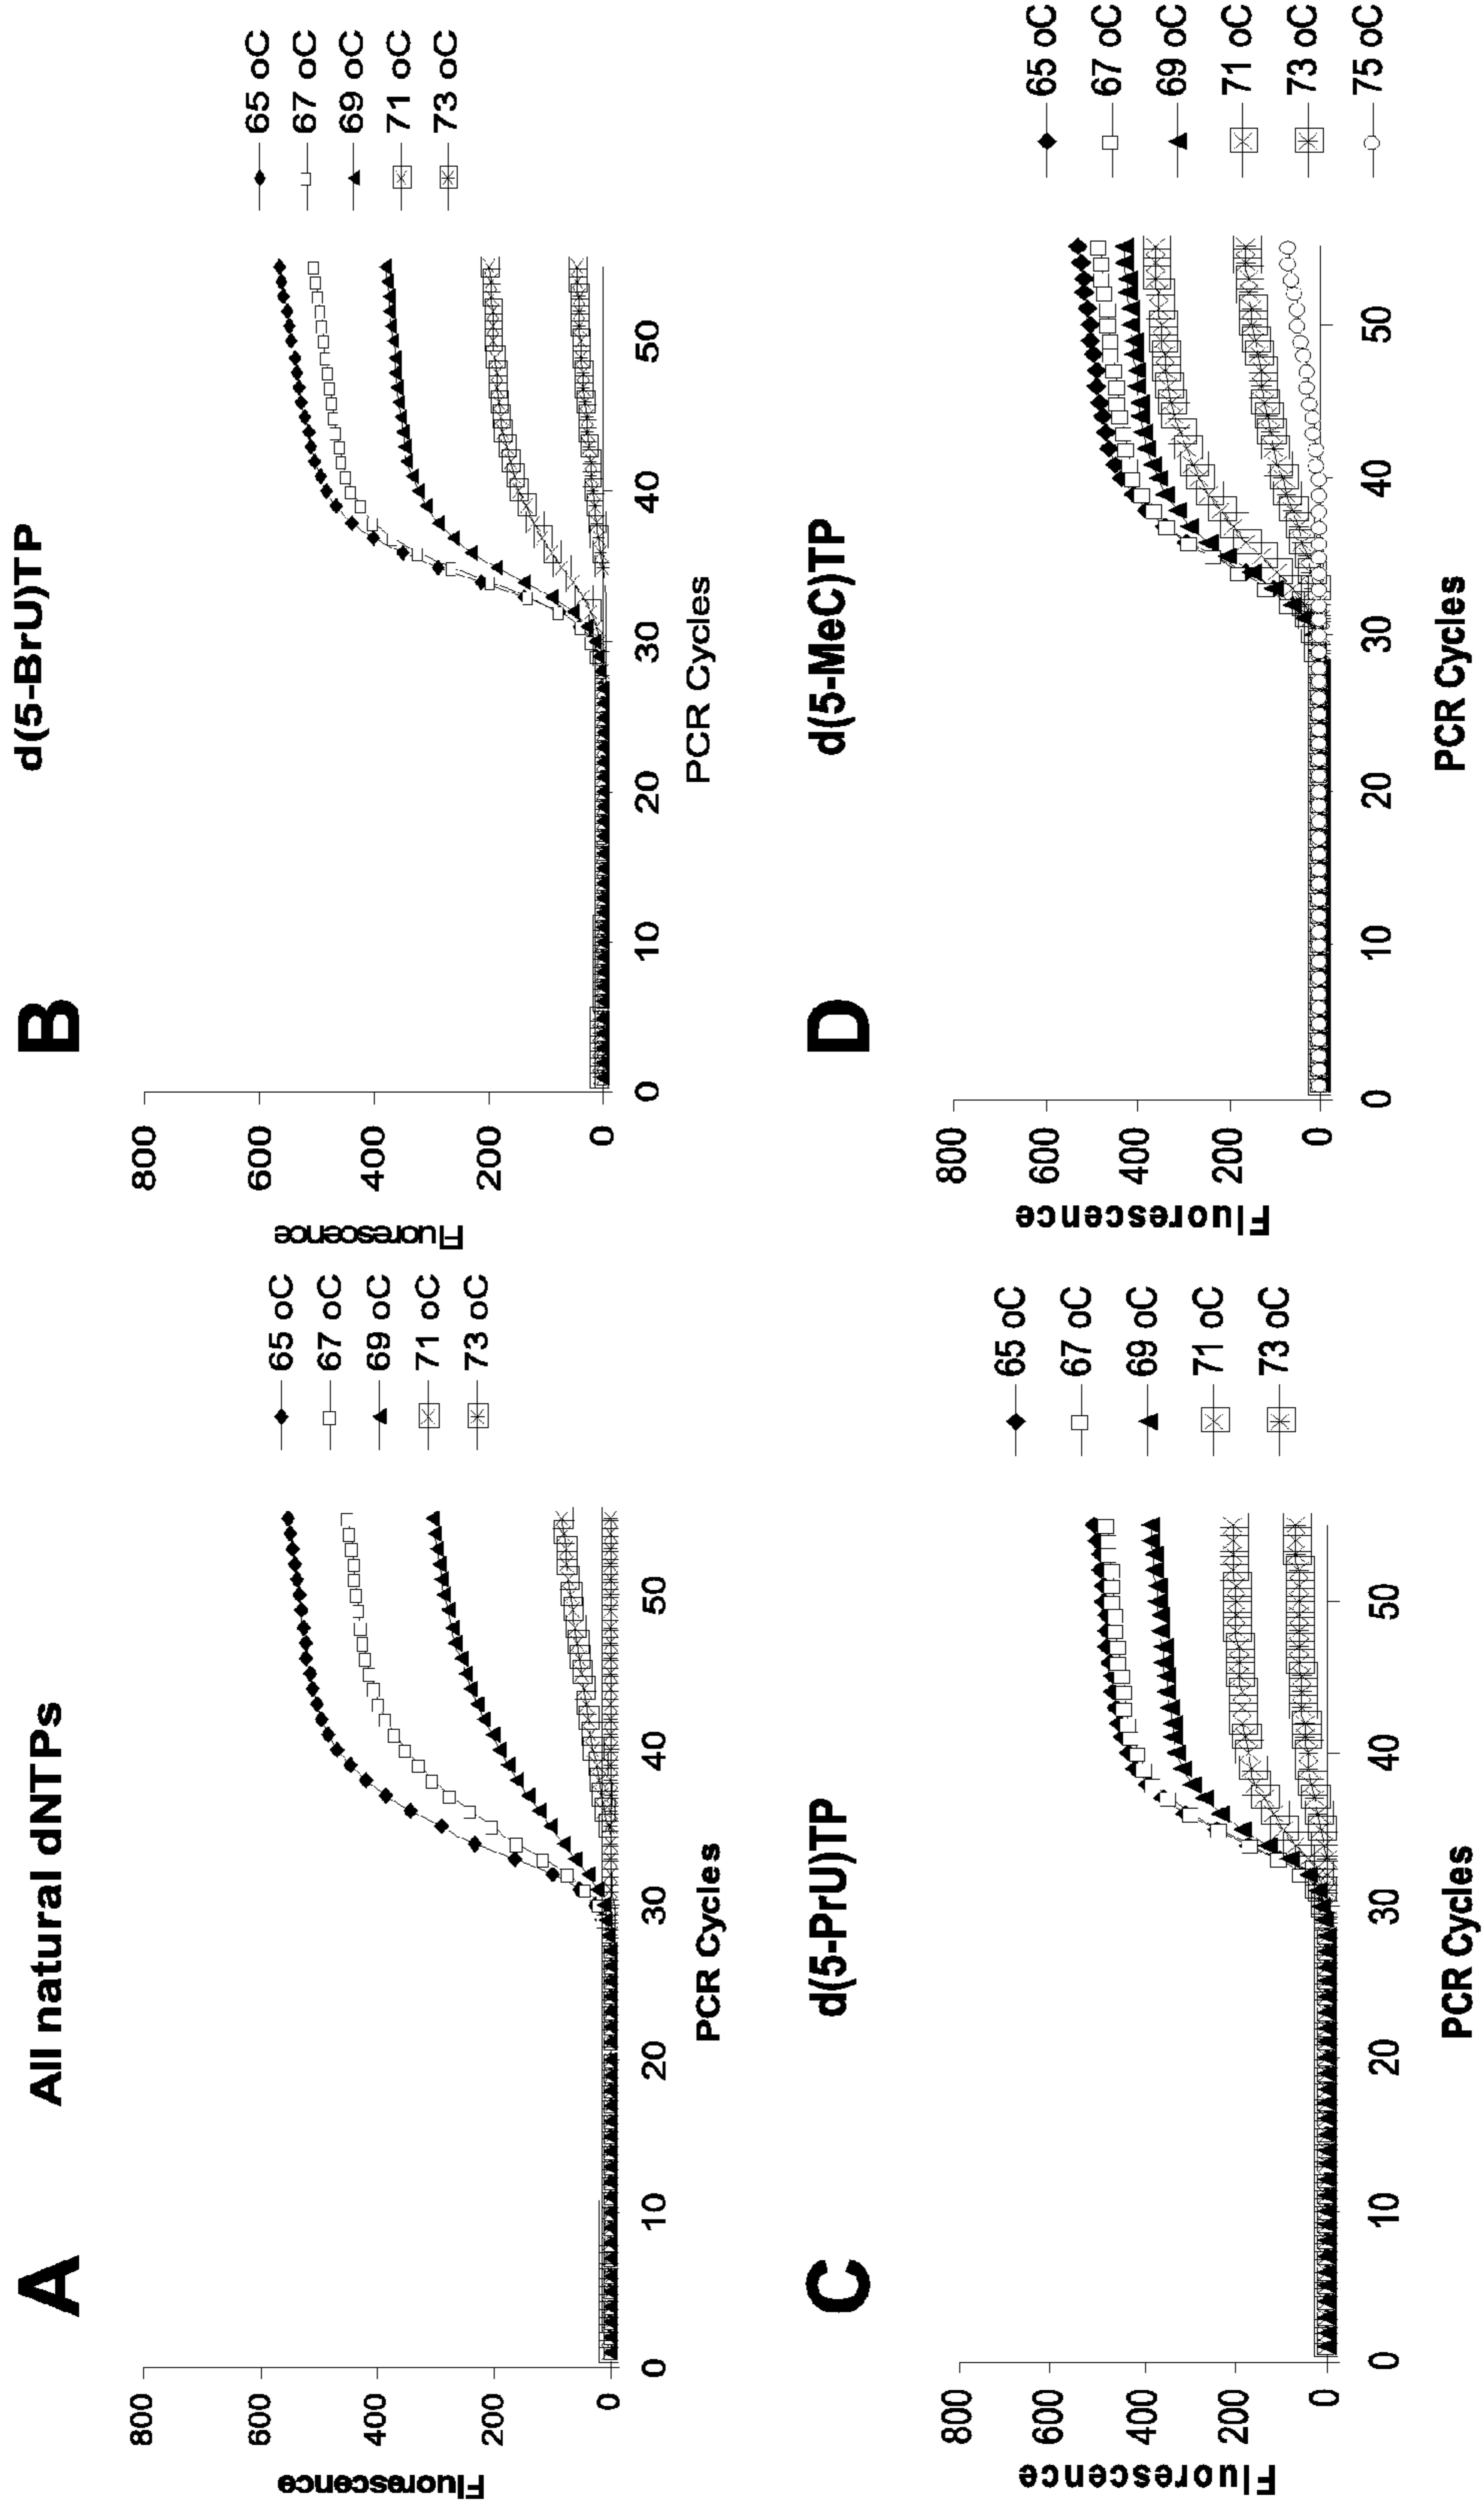 A
All natural dNTPs
Fluorescence
800
600
400
200
0
0 10 20 30 40 50
PCR Cycles
65 oC
67 oC
69 oC
71 oC
73 oC
B
d(5-BrU)TP
Fluorescence
800
600
400
200
0
0 10 20 30 40 50
PCR Cycles
65 oC
67 oC
69 oC
71 oC
73 oC
C
d(5-PrU)TP
Fluorescence
800
600
400
200
0
0 10 20 30 40 50
PCR Cycles
65 oC
67 oC
69 oC
71 oC
73 oC
D
d(5-MeC)TP
Fluorescence
800
600
400
200
0
0 10 20 30 40 50
PCR Cycles
65 oC
67 oC
69 oC
71 oC
73 oC
75 oC